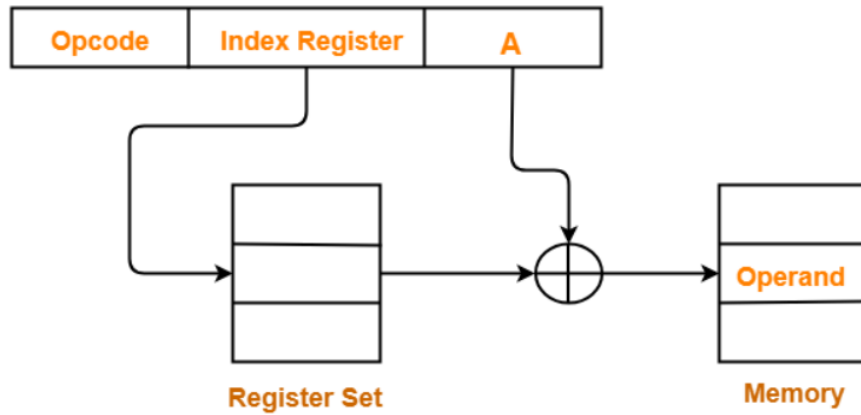 Opcode
Index Register
A
Operand
Register Set
Memory